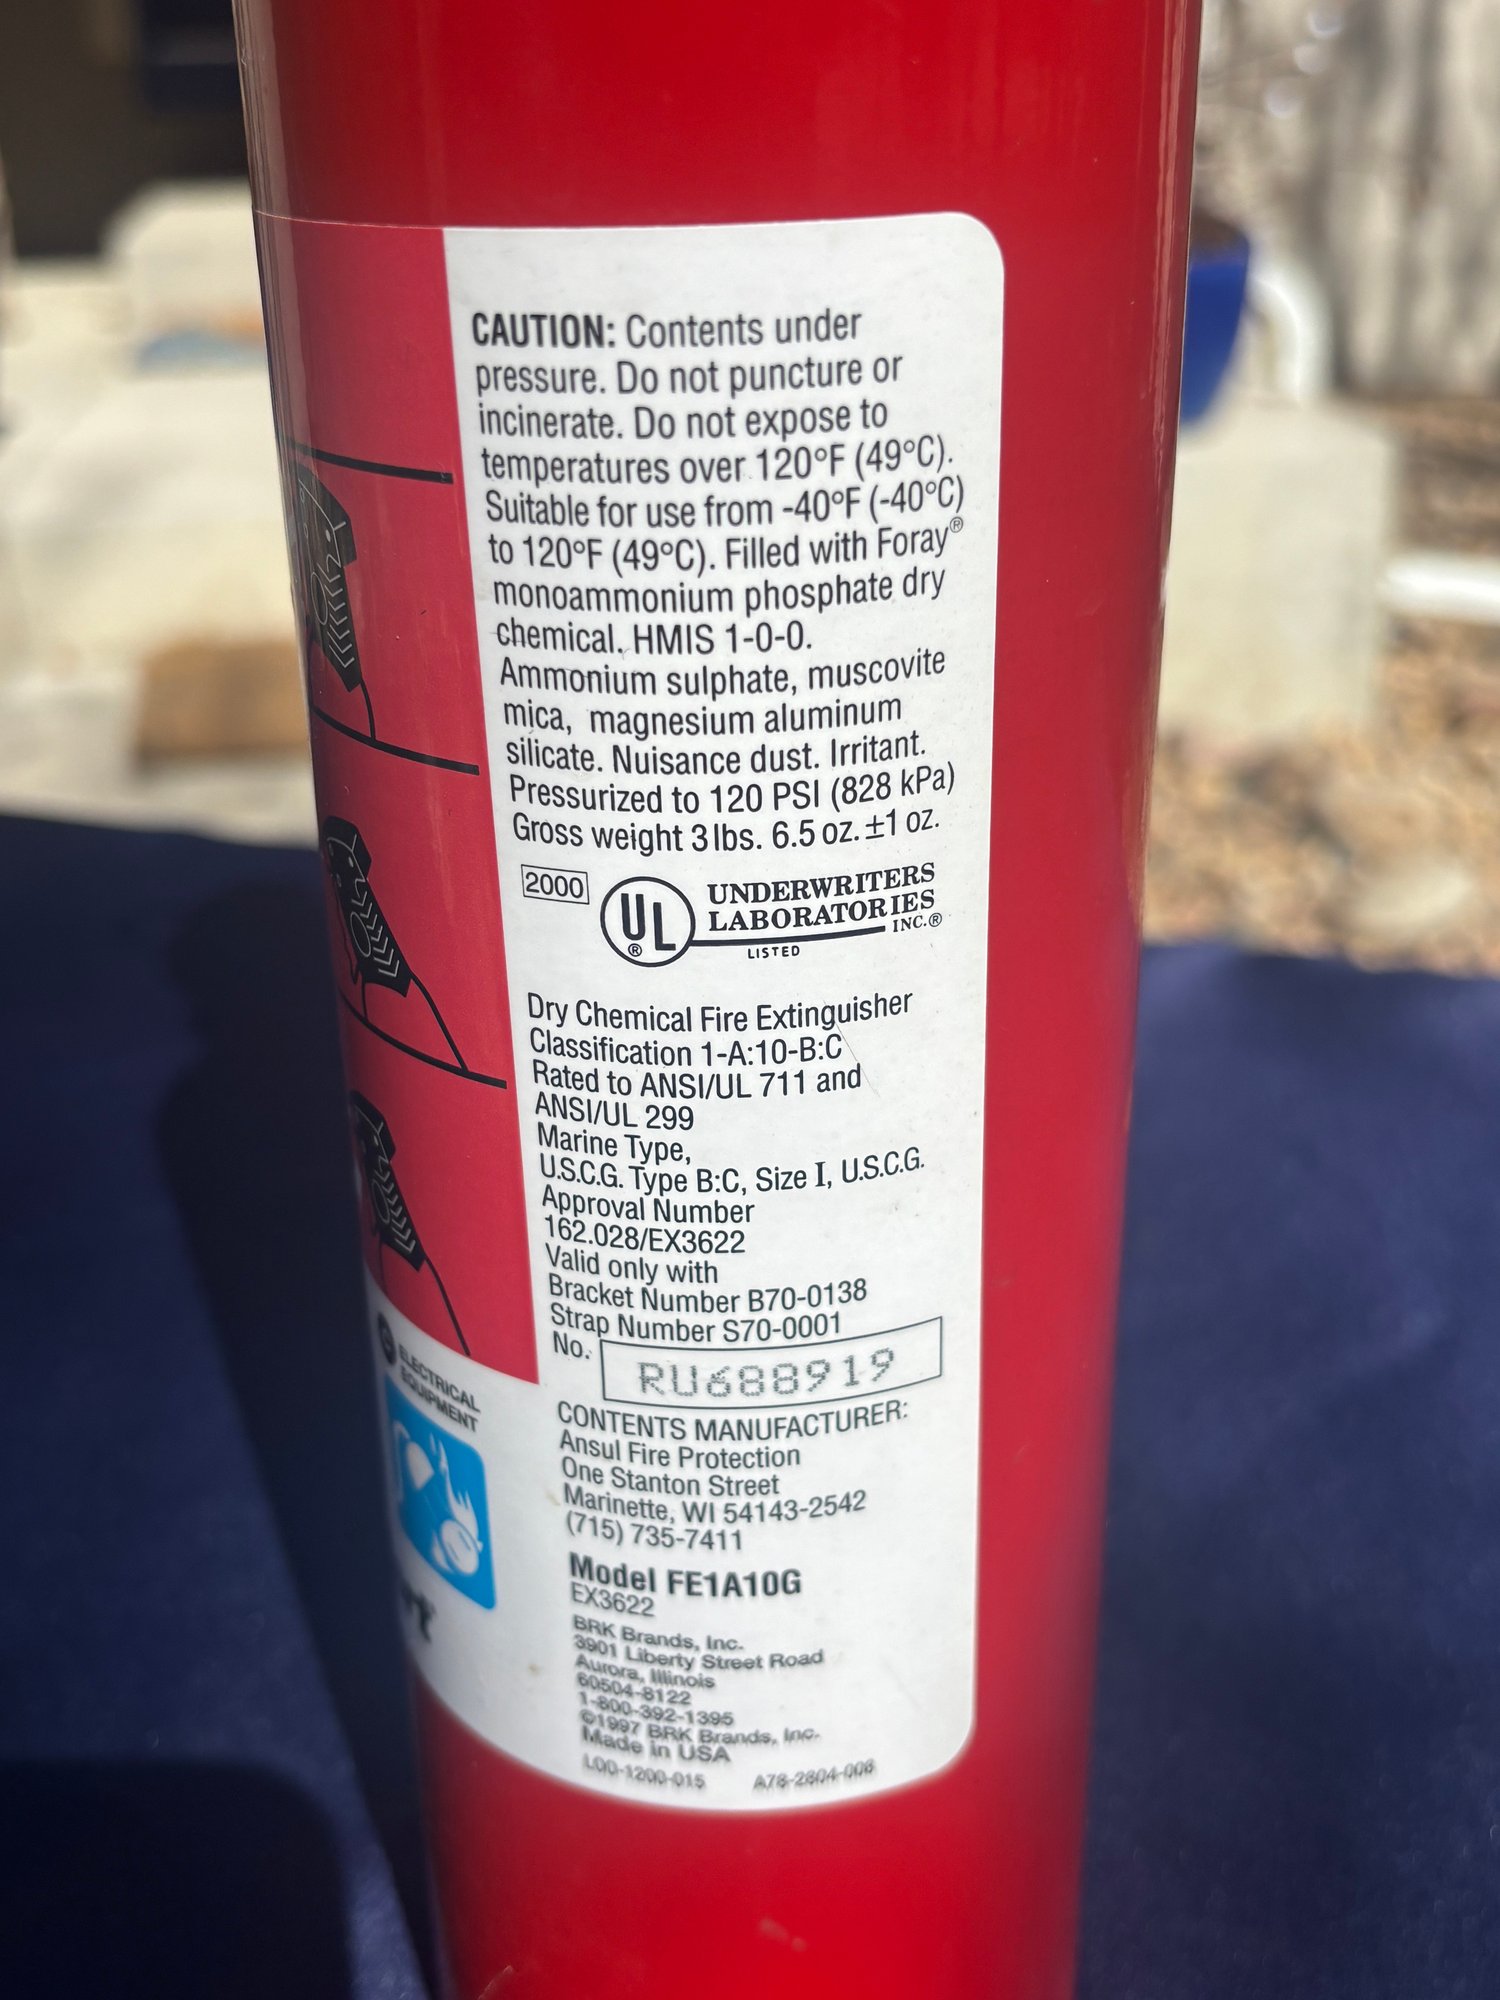 CAUTION: Contents under
pressure. Do not puncture or
incinerate. Do not expose to
temperatures over 120°F (49°C).
Suitable for use from -40°F (-40°C)
to 120°F (49°C). Filled with Foray®
monoammonium phosphate dry
chemical. HMIS 1-0-0.
Ammonium sulphate, muscovite
mica, magnesium aluminum
silicate. Nuisance dust. Irritant.
Pressurized to 120 PSI (828 kPa)
Gross weight 3 lbs. 6.5 oz. ±1 oz.
2000
UL®
UNDERWRITERS
LABORATORIES
INC.®
LISTED
Dry Chemical Fire Extinguisher
Classification 1-A:10-B:C
Rated to ANSI/UL 711 and
ANSI/UL 299
Marine Type,
U.S.C.G. Type B:C, Size I, U.S.C.G.
Approval Number
162.028/EX3622
Valid only with
Bracket Number B70-0138
Strap Number S70-0001
No. RU688919
CONTENTS MANUFACTURER:
Ansul Fire Protection
One Stanton Street
Marinette, WI 54143-2542
(715) 735-7411
Model FE1A10G
EX3622
BRK Brands, Inc.
3901 Liberty Street Road
Aurora, Illinois
60504-8122
1-800-392-1395
©1997 BRK Brands, Inc.
Made in USA
L00-1200-015 A78-2804-006
C ELECTRICAL
EQUIPMENT